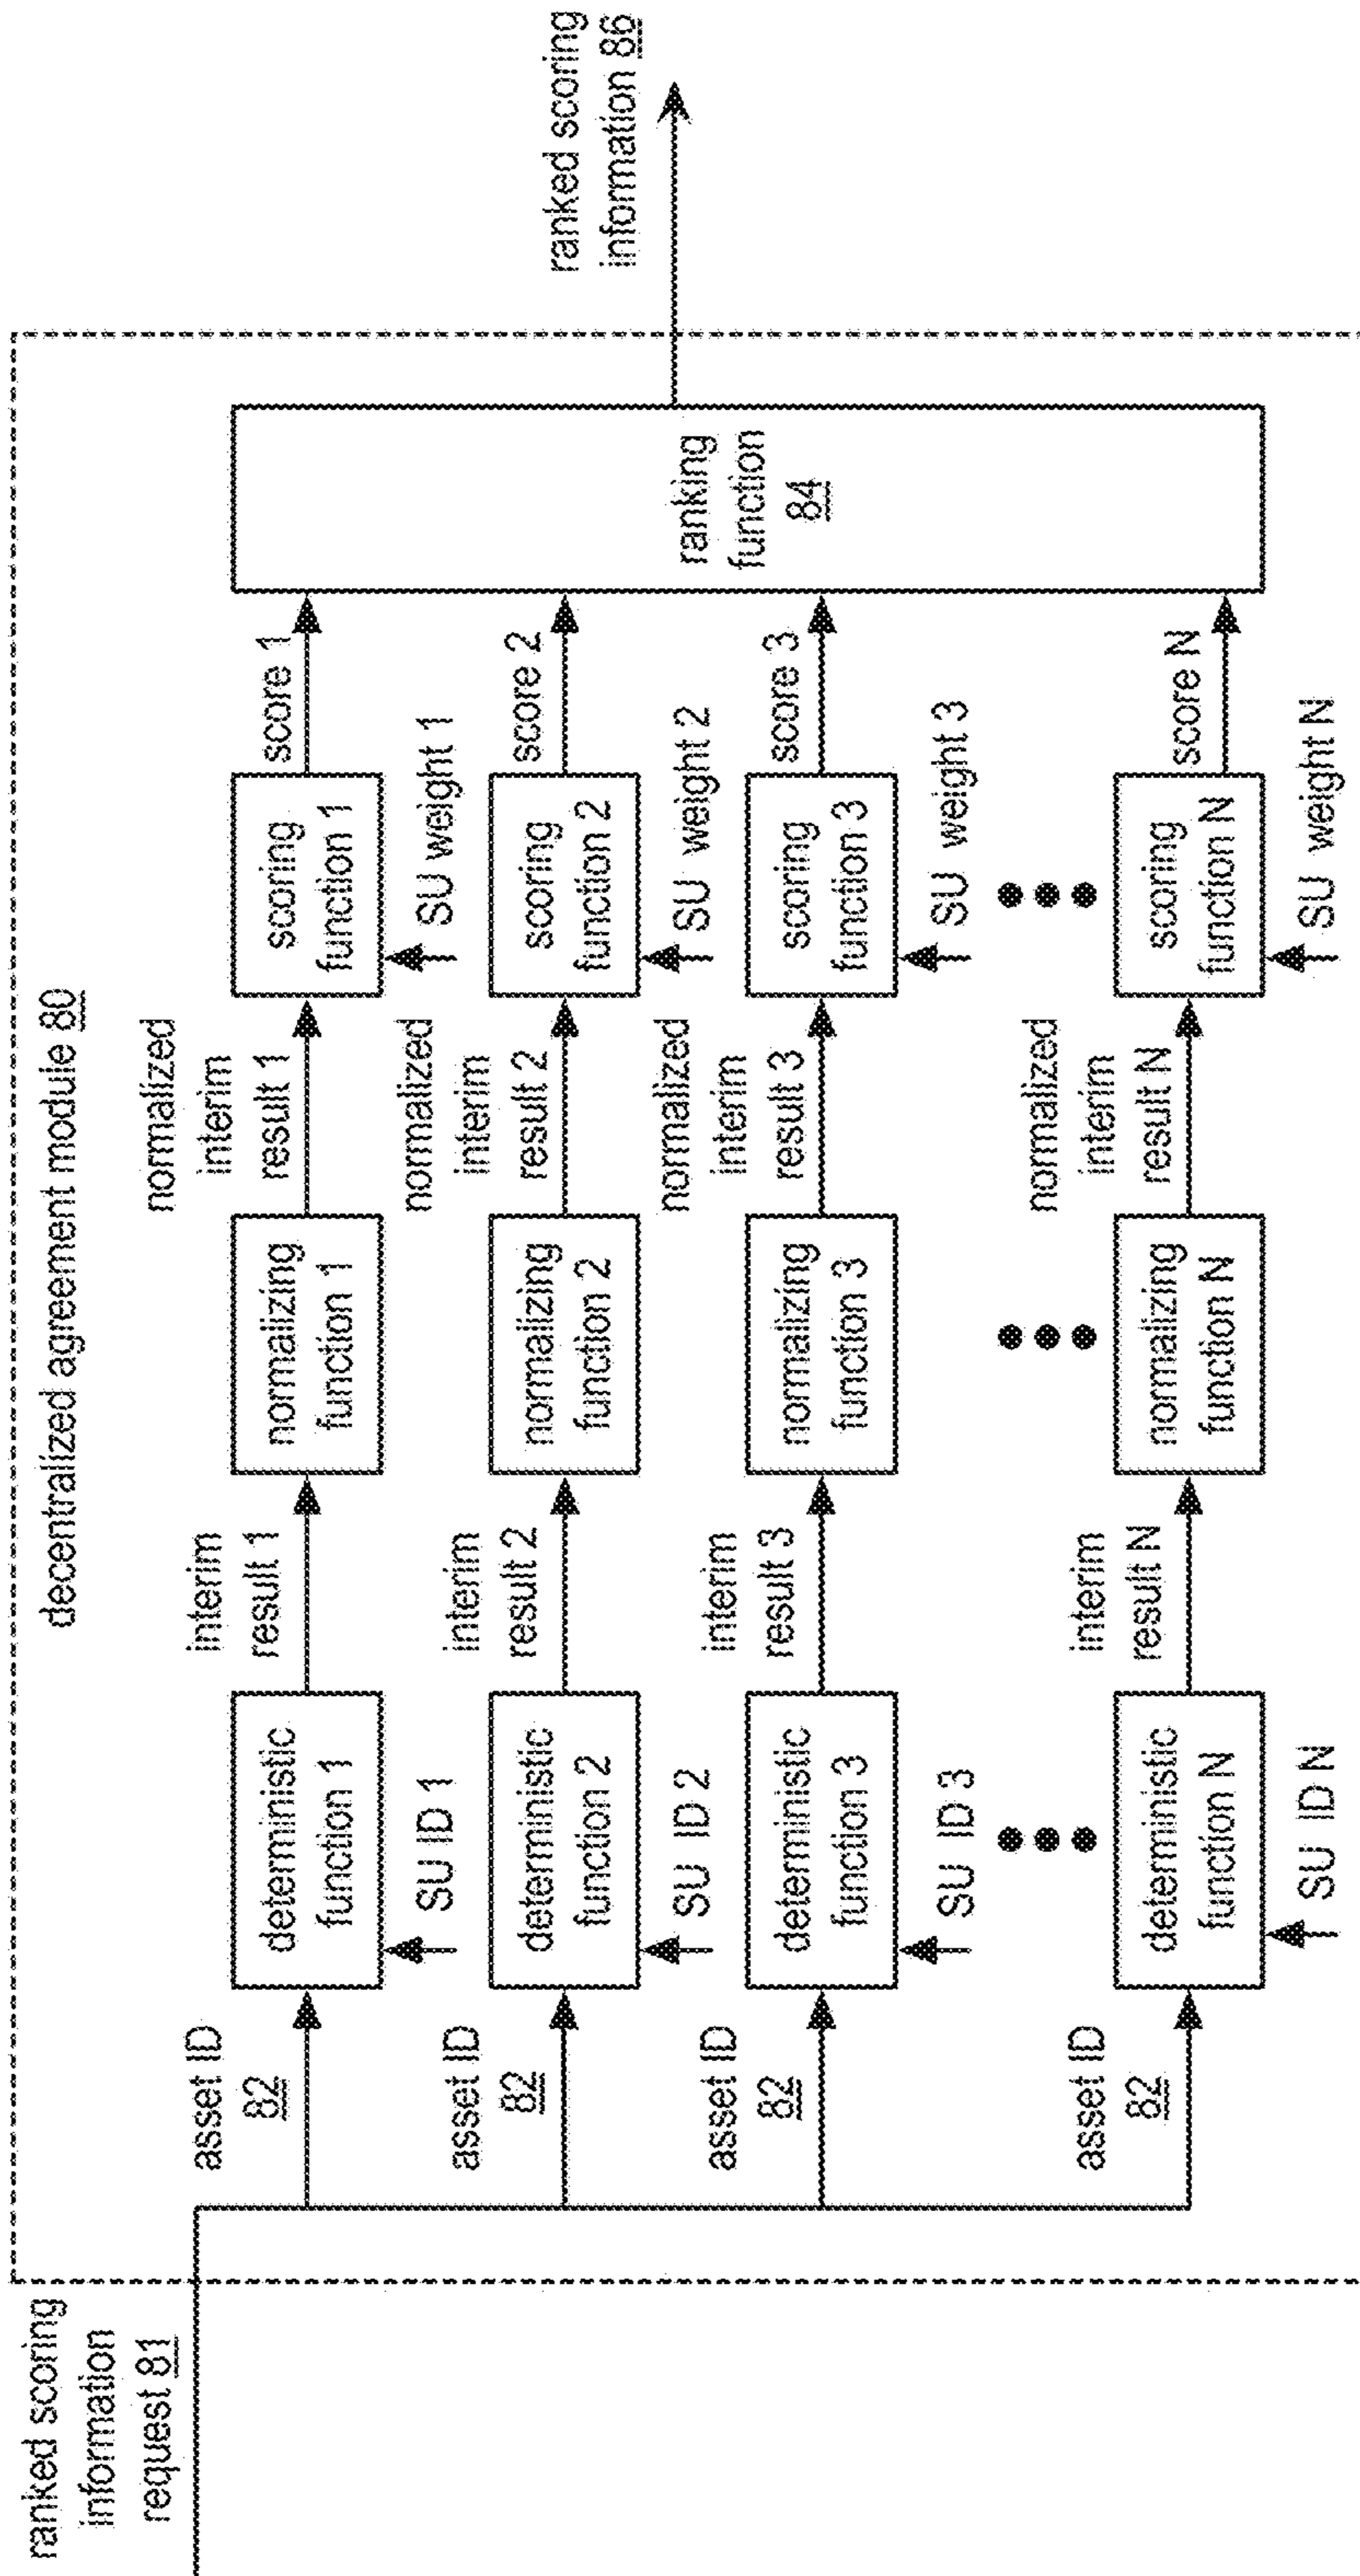 ranked scoring
information
request 81
decentralized agreement module 80
asset ID
82
deterministic
function 1
SU ID 1
interim
result 1
normalizing
function 1
normalized
interim
result 1
scoring
function 1
SU weight 1
score 1
asset ID
82
deterministic
function 2
SU ID 2
interim
result 2
normalizing
function 2
normalized
interim
result 2
scoring
function 2
SU weight 2
score 2
asset ID
82
deterministic
function 3
SU ID 3
interim
result 3
normalizing
function 3
normalized
interim
result 3
scoring
function 3
SU weight 3
score 3
asset ID
82
deterministic
function N
SU ID N
interim
result N
normalizing
function N
normalized
interim
result N
scoring
function N
SU weight N
score N
ranking
function
84
ranked scoring
information 86